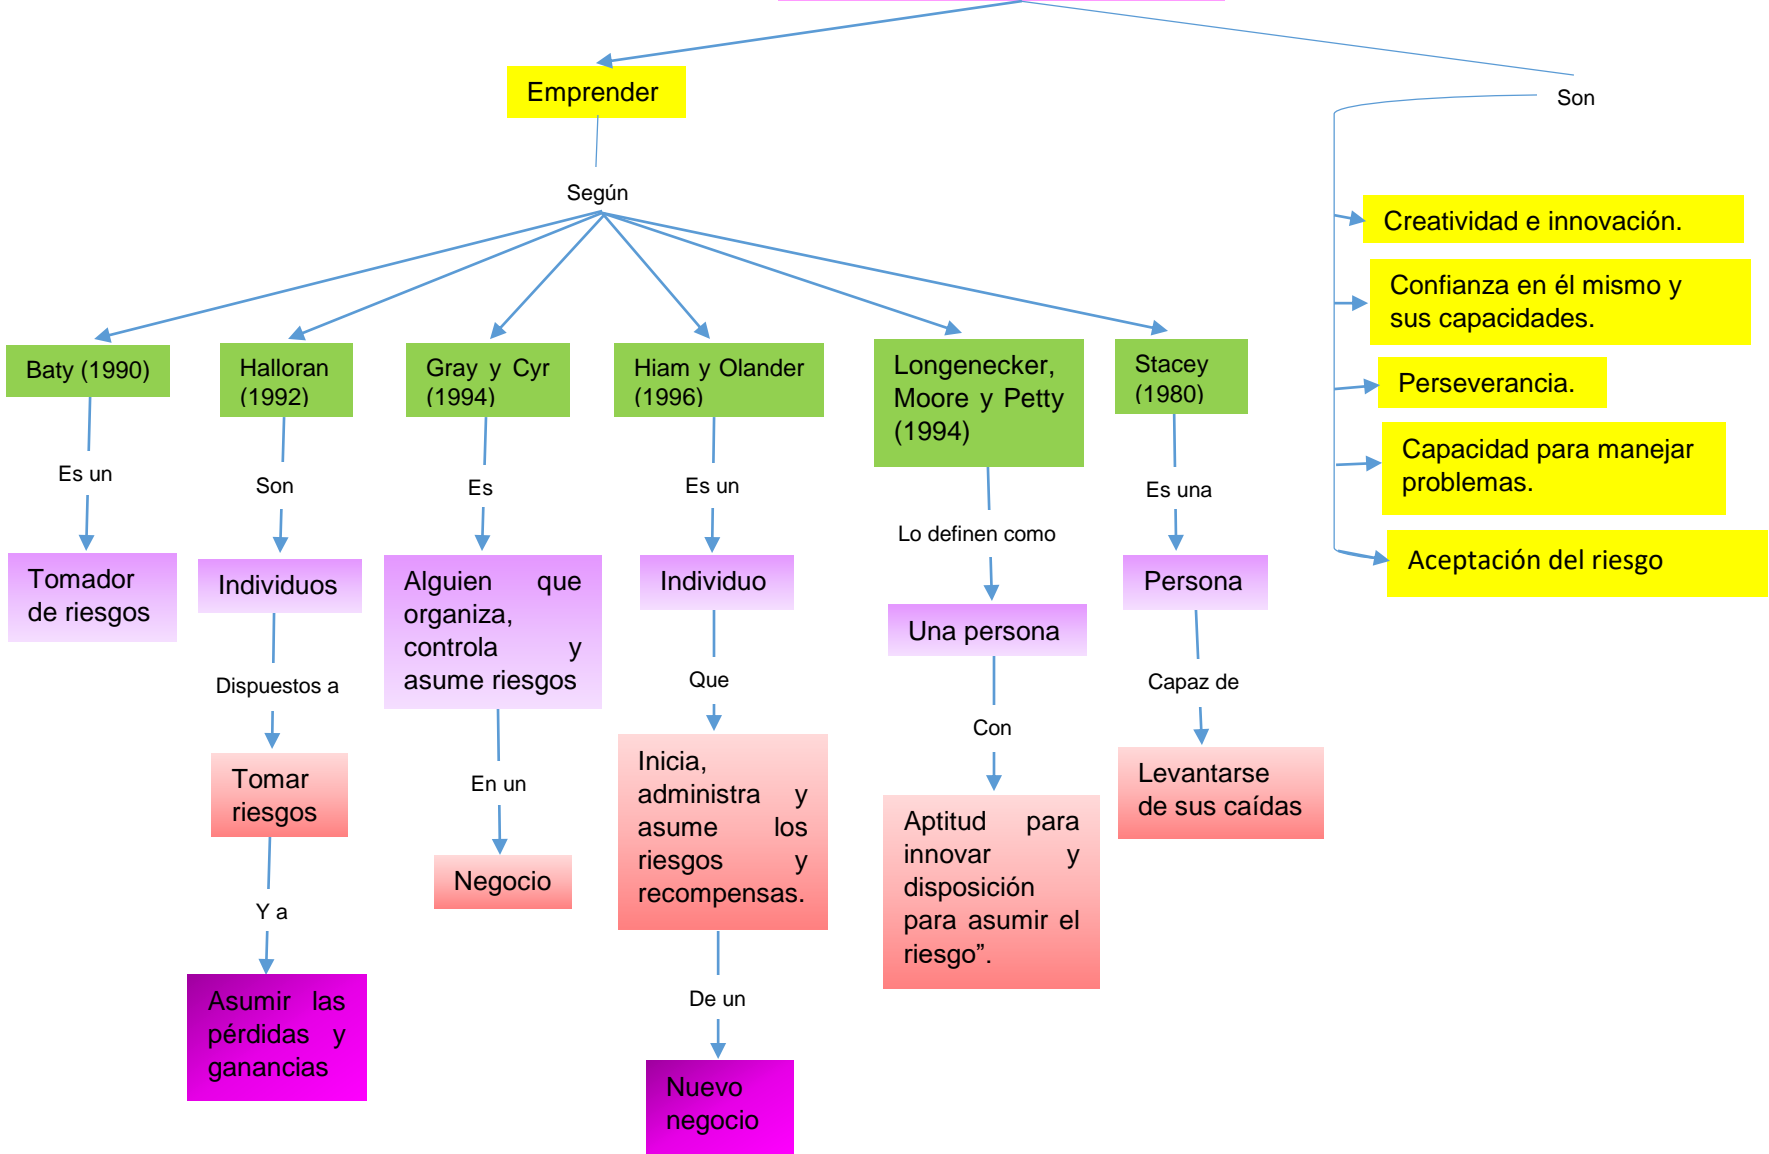 Emprender
Son
Según
Creatividad e innovación.
Confianza en él mismo y
sus capacidades.
Perseverancia.
Capacidad para manejar
problemas.
Aceptación del riesgo
Baty (1990)
Es un
Tomador
de riesgos
Halloran
(1992)
Son
Individuos
Dispuestos a
Tomar
riesgos
Y a
Asumir las
pérdidas y
ganancias
Gray y Cyr
(1994)
Es
Alguien que
organiza,
controla y
asume riesgos
En un
Negocio
Hiam y Olander
(1996)
Es un
Individuo
Que
Inicia,
administra y
asume los
riesgos y
recompensas.
De un
Nuevo
negocio
Longenecker,
Moore y Petty
(1994)
Lo definen como
Una persona
Con
Aptitud para
innovar y
disposición
para asumir el
riesgo”.
Stacey
(1980)
Es una
Persona
Capaz de
Levantarse
de sus caídas